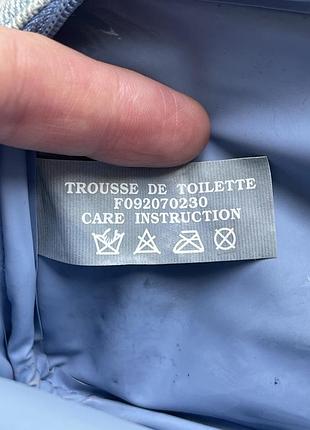 TROUSSE DE TOILETTE
F092070230
CARE INSTRUCTION